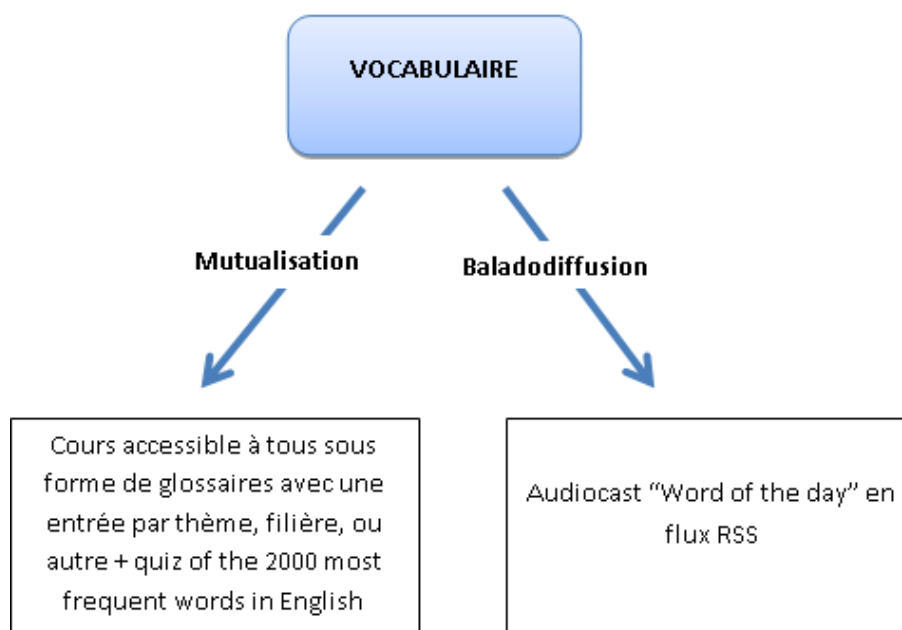 VOCABULAIRE
Mutualisation
Baladodiffusion
Cours accessible à tous sous
forme de glossaires avec une
entrée par thème, filière, ou
autre + quiz of the 2000 most
frequent words in English
Audiocast “Word of the day” en
flux RSS